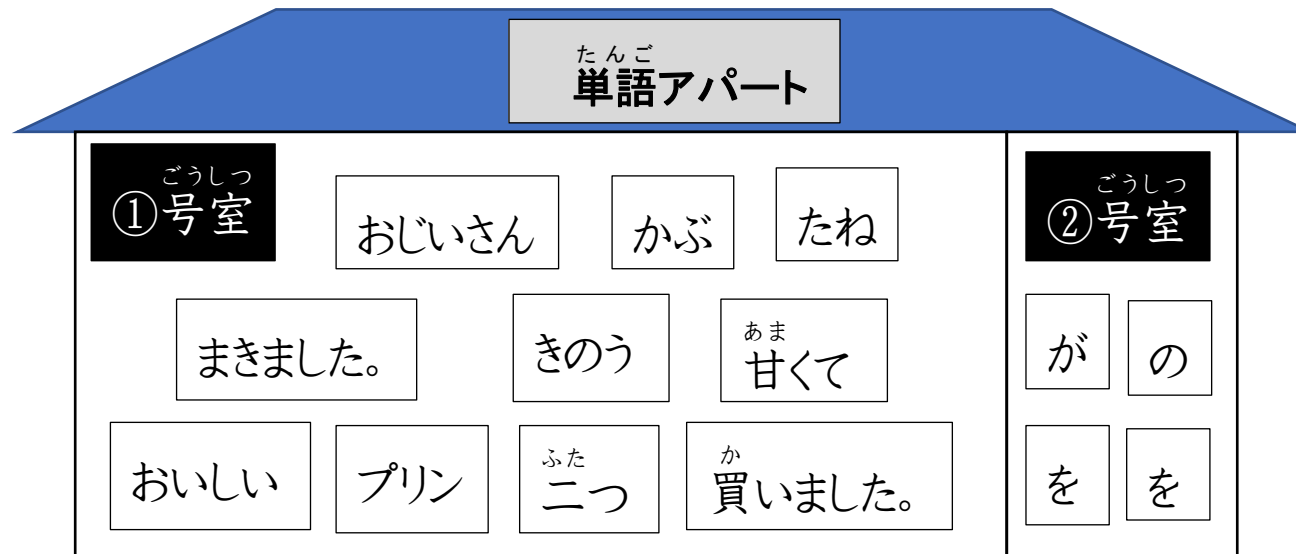 たんご
単語アパート
ごうしつ
①号室
おじいさん
かぶ
たね
まきました。
きのう
あま
甘くて
おいしい
プリン
ふた
二つ
か
買いました。
ごうしつ
②号室
が
の
を
を